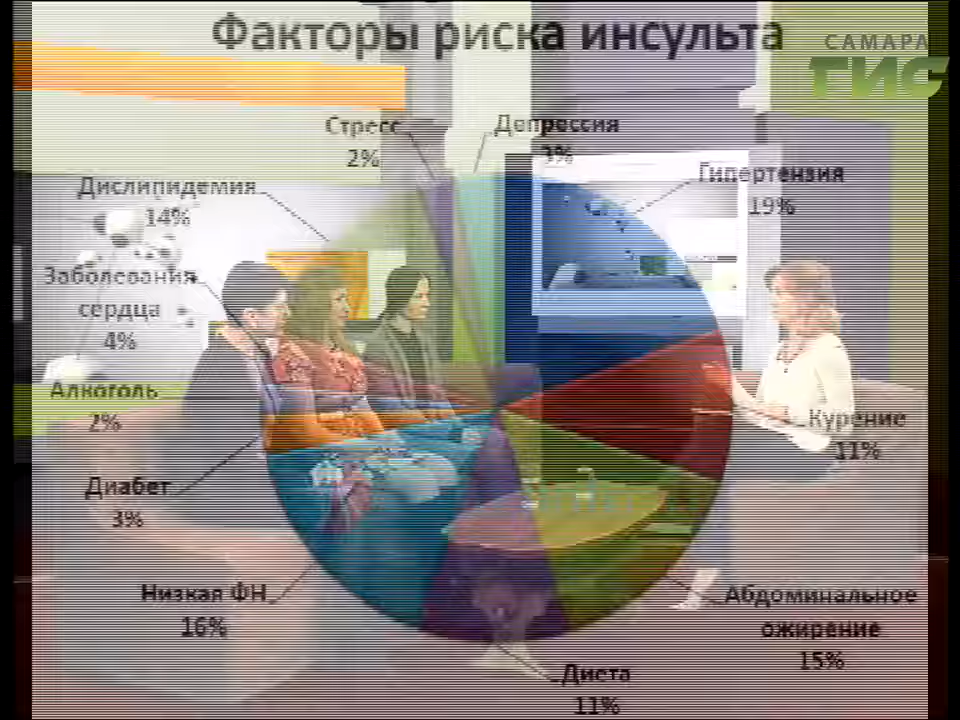 Факторы риска инсульта
САМАРА
ГИС
Стресс
2%
Депрессия
3%
Гипертензия
19%
Дислипидемия
14%
Заболевания
сердца
4%
Алкоголь
2%
Курение
11%
Диабет
3%
Низкая ФН
16%
Абдоминальное
ожирение
15%
Диета
11%